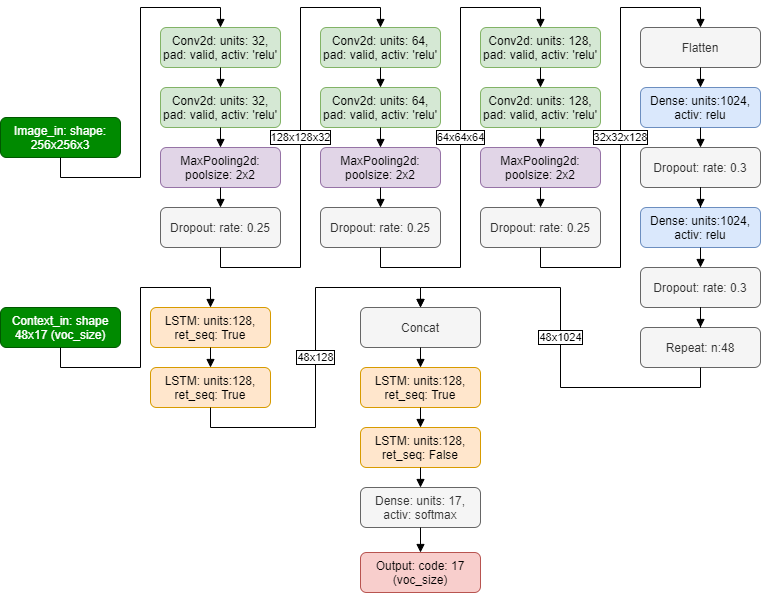 Image_in: shape:
256x256x3
Conv2d: units: 32,
pad: valid, activ: 'relu'
Conv2d: units: 32,
pad: valid, activ: 'relu'
MaxPooling2d:
poolsize: 2x2
Dropout: rate: 0.25
128x128x32
Conv2d: units: 64,
pad: valid, activ: 'relu'
Conv2d: units: 64,
pad: valid, activ: 'relu'
MaxPooling2d:
poolsize: 2x2
Dropout: rate: 0.25
64x64x64
Conv2d: units: 128,
pad: valid, activ: 'relu'
Conv2d: units: 128,
pad: valid, activ: 'relu'
MaxPooling2d:
poolsize: 2x2
Dropout: rate: 0.25
32x32x128
Flatten
Dense: units:1024,
activ: relu
Dropout: rate: 0.3
Dense: units:1024,
activ: relu
Dropout: rate: 0.3
Repeat: n:48
48x1024
Context_in: shape
48x17 (voc_size)
LSTM: units:128,
ret_seq: True
LSTM: units:128,
ret_seq: True
48x128
Concat
LSTM: units:128,
ret_seq: True
LSTM: units:128,
ret_seq: False
Dense: units: 17,
activ: softmax
Output: code: 17
(voc_size)